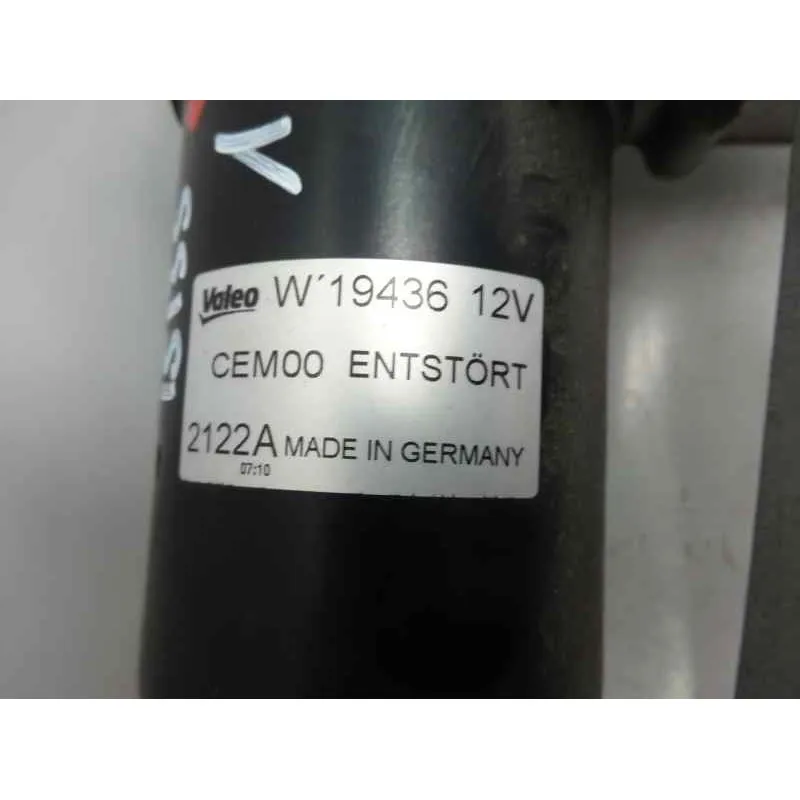 Valeo W´19436 12V
CEM00 ENTSTÖRT
2122A MADE IN GERMANY
07:10